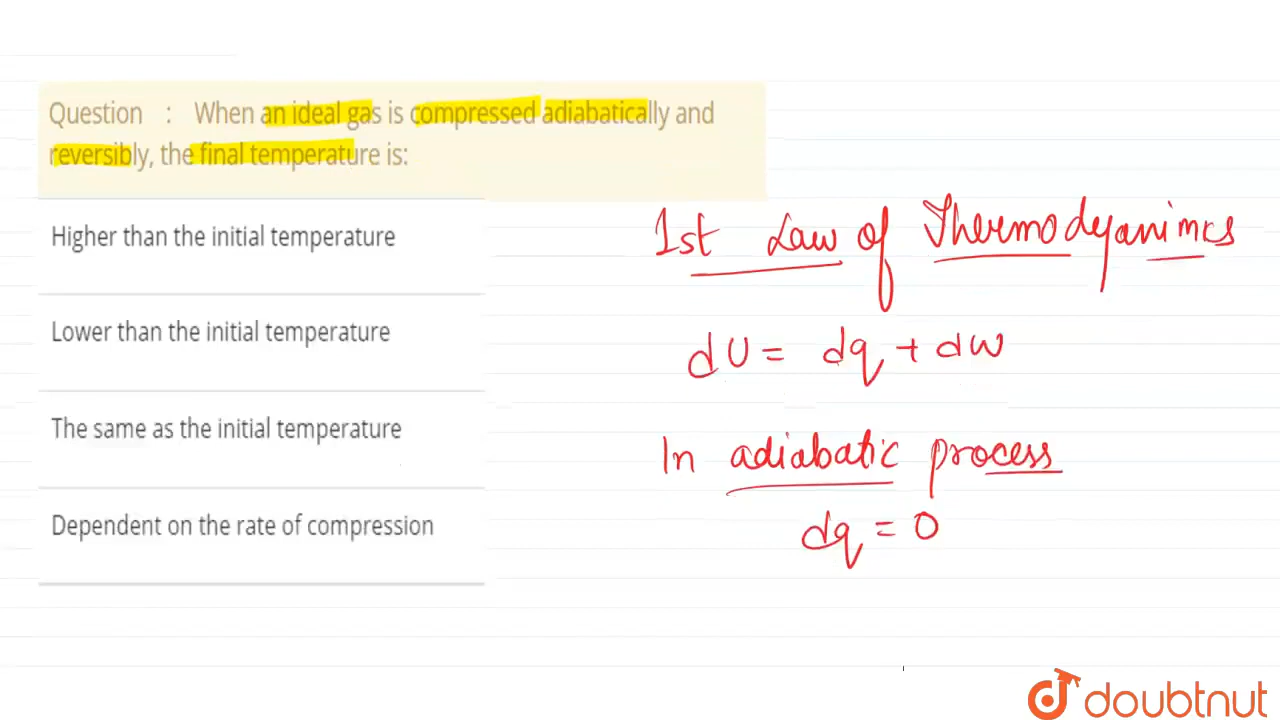 Question : When an ideal gas is compressed adiabatically and
reversibly, the final temperature is:
Higher than the initial temperature
Lower than the initial temperature
The same as the initial temperature
Dependent on the rate of compression
1st Law of Thermodyanimcs
dU = dq + dw
In adiabatic process
dq = 0
doubtnut